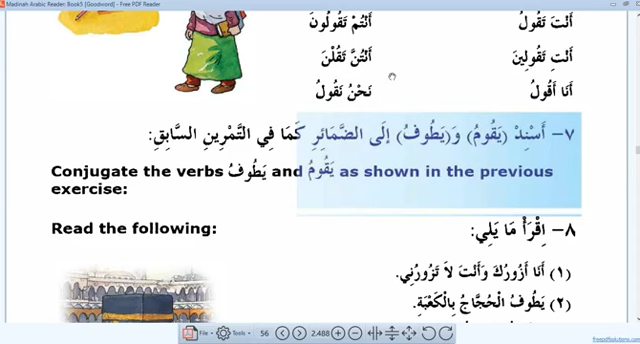 Madinah Arabic Reader: Book5 [Goodword] - Free PDF Reader
أَنْتَ تَقُولُ أَنْتُمْ تَقُولُونَ
أَنْتِ تَقُولِينَ أَنْتُنَّ تَقُلْنَ
أَنَا أَقُولُ نَحْنُ نَقُولُ
٧- أَسْنِدْ (يَقُومُ) وَ(يَطُوفُ) إِلَى الضَّمَائِرِ كَمَا فِي التَّمْرِينِ السَّابِقِ:
Conjugate the verbs يَطُوفُ and يَقُومُ as shown in the previous
exercise:
٨- اِقْرَأْ مَا يَلِي:
Read the following:
(١) أَنَا أَزُورُكَ وَأَنْتَ لَا تَزُورُنِي.
(٢) يَطُوفُ الْحُجَّاجُ بِالْكَعْبَةِ.
File Tools 56 2.488
freepdfsolutions.com